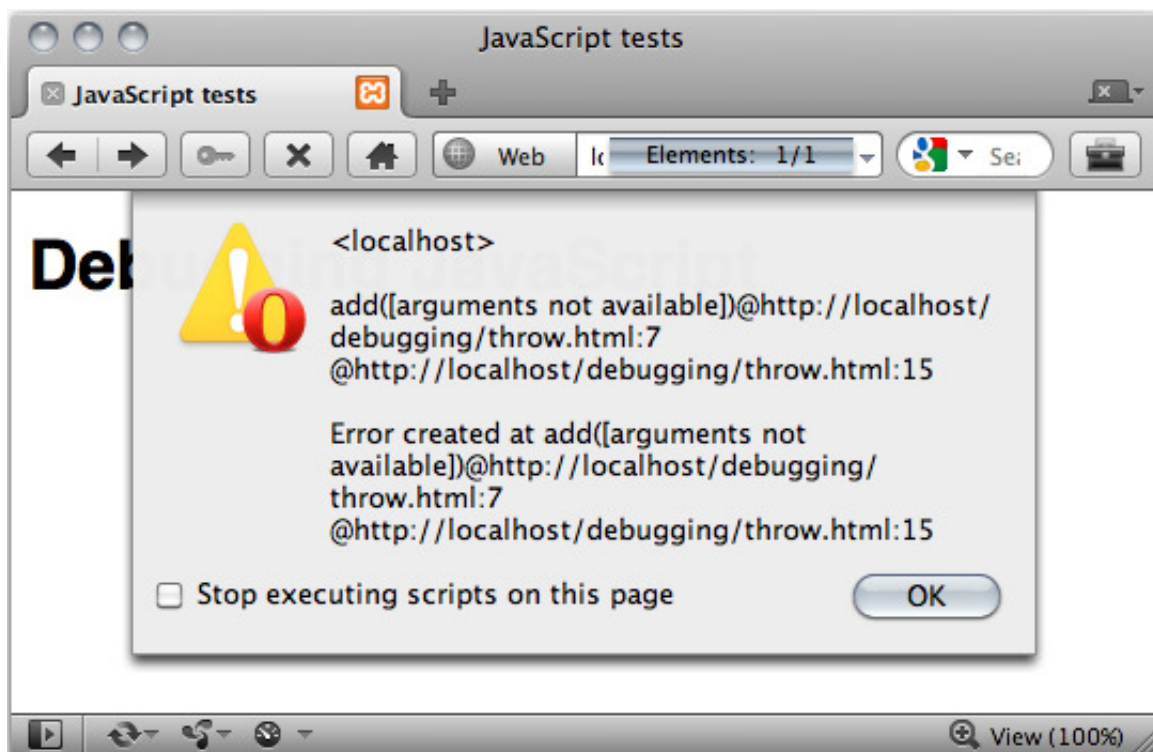 JavaScript tests
JavaScript tests
Web
Elements: 1/1
Debugging JavaScript
<localhost>
add([arguments not available])@http://localhost/
debugging/throw.html:7
@http://localhost/debugging/throw.html:15
Error created at add([arguments not
available])@http://localhost/debugging/
throw.html:7
@http://localhost/debugging/throw.html:15
Stop executing scripts on this page
OK
View (100%)